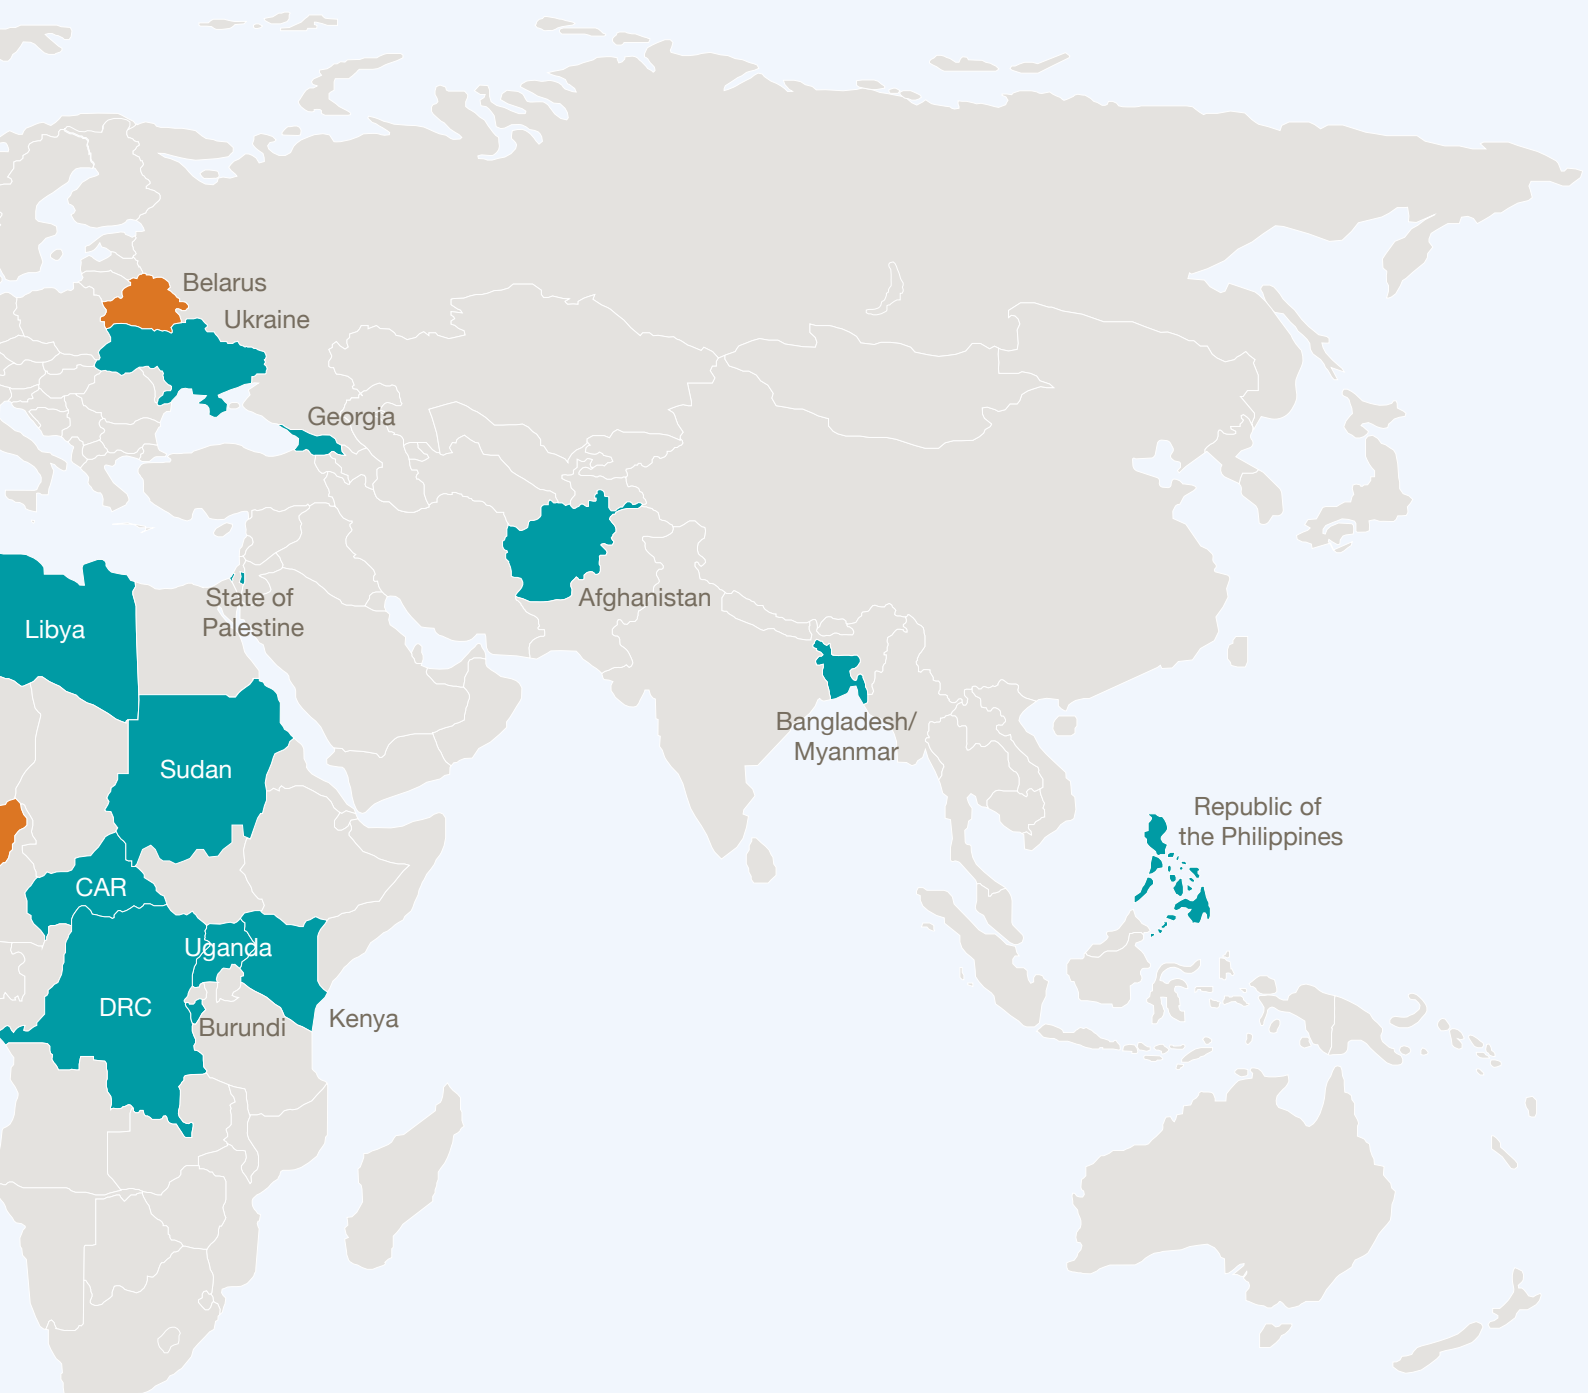 Belarus
Ukraine
Georgia
Afghanistan
State of
Palestine
Libya
Bangladesh/
Myanmar
Sudan
Republic of
the Philippines
CAR
Uganda
DRC
Burundi
Kenya